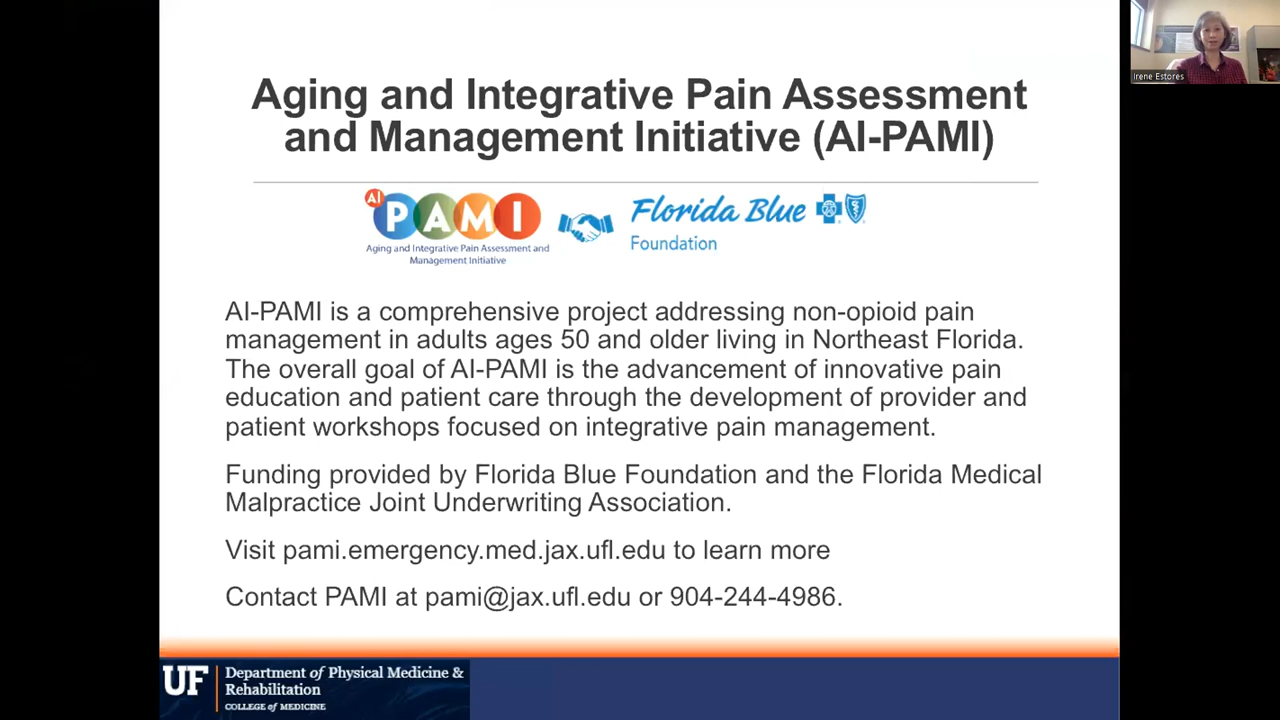 Aging and Integrative Pain Assessment
and Management Initiative (AI-PAMI)
AI
PAMI
Aging and Integrative Pain Assessment and
Management Initiative
Florida Blue
Foundation
AI-PAMI is a comprehensive project addressing non-opioid pain
management in adults ages 50 and older living in Northeast Florida.
The overall goal of AI-PAMI is the advancement of innovative pain
education and patient care through the development of provider and
patient workshops focused on integrative pain management.
Funding provided by Florida Blue Foundation and the Florida Medical
Malpractice Joint Underwriting Association.
Visit pami.emergency.med.jax.ufl.edu to learn more
Contact PAMI at pami@jax.ufl.edu or 904-244-4986.
UF
Department of Physical Medicine &
Rehabilitation
COLLEGE of MEDICINE
Irene Estores